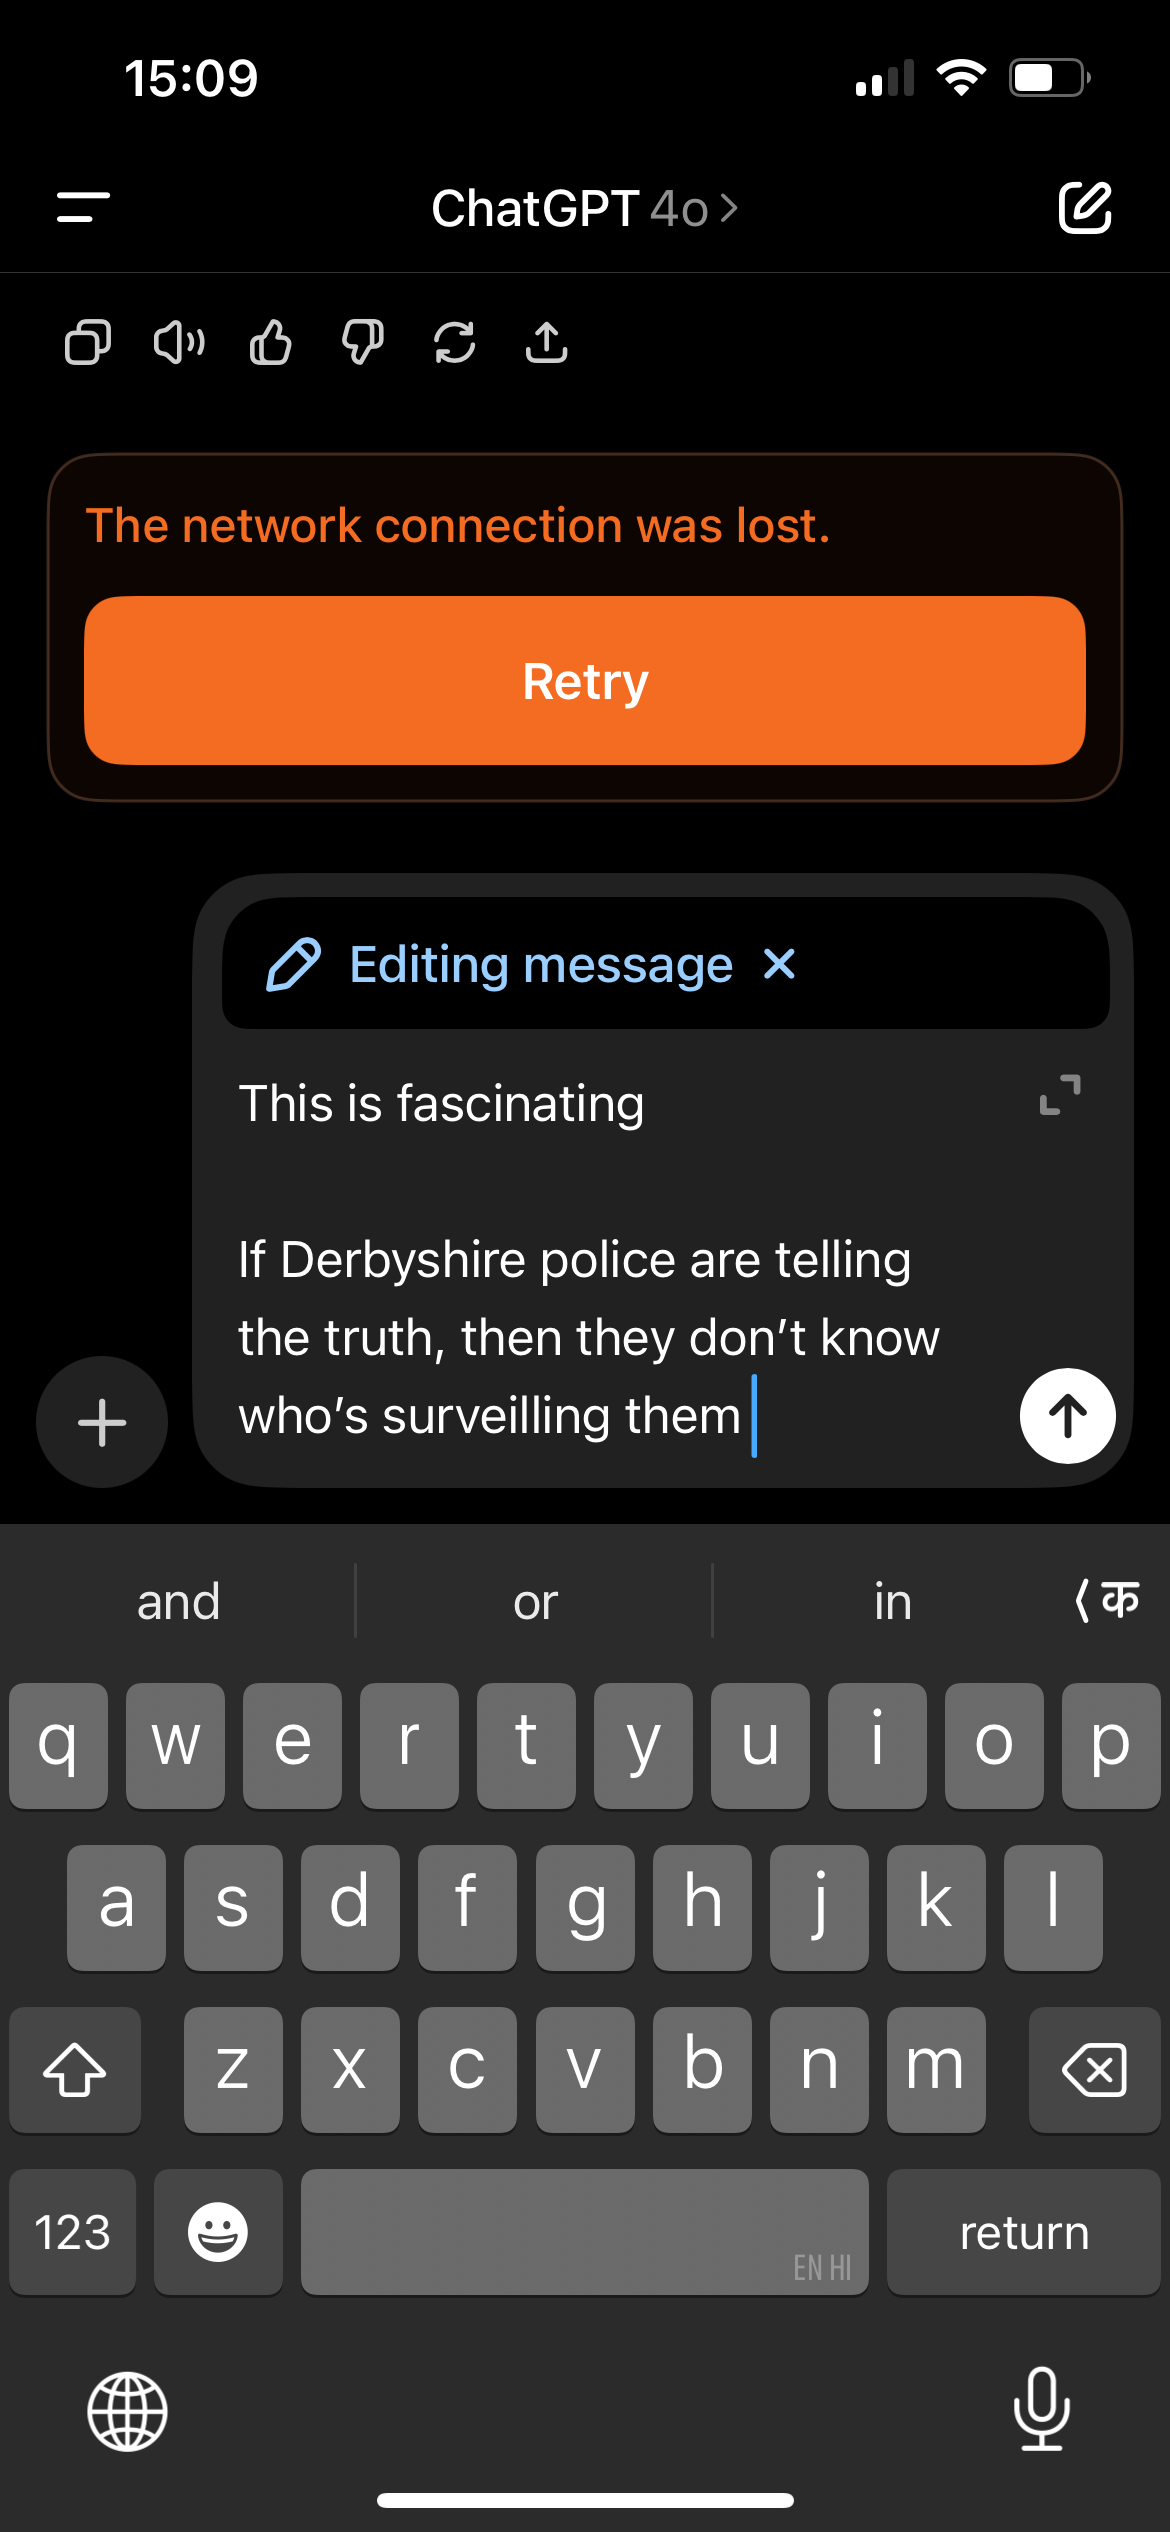 15:09
ChatGPT 4o
The network connection was lost.
Retry
Editing message
This is fascinating
If Derbyshire police are telling
the truth, then they don’t know
who’s surveilling them
and or in क
q w e r t y u i o p
a s d f g h j k l
z x c v b n m
123 EN HI return